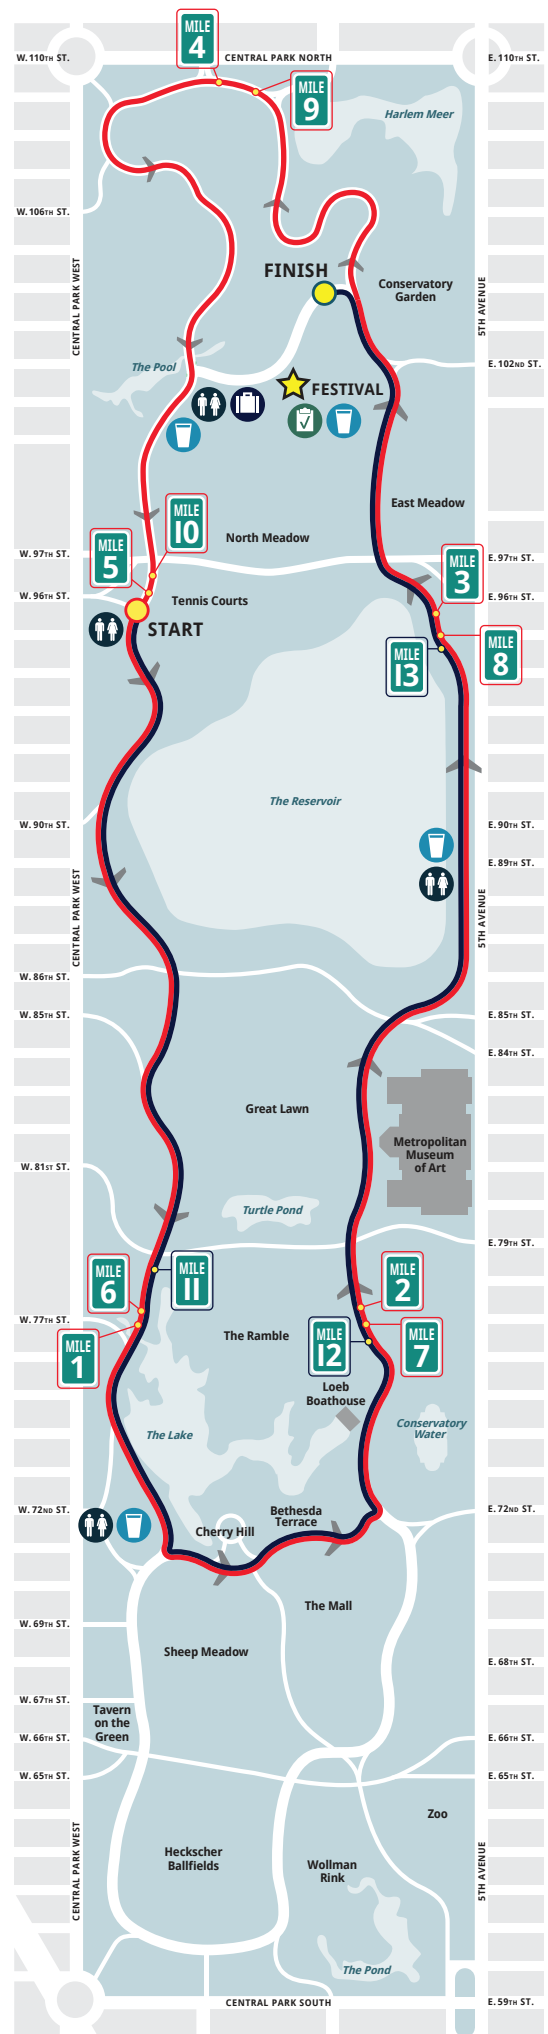 MILE
4
W. 110TH ST.
CENTRAL PARK NORTH
E. 110TH ST.
MILE
9
Harlem Meer
W. 106TH ST.
CENTRAL PARK WEST
FINISH
Conservatory
Garden
5TH AVENUE
The Pool
E. 102ND ST.
FESTIVAL
East Meadow
MILE
10
North Meadow
MILE
5
W. 97TH ST.
E. 97TH ST.
MILE
3
W. 96TH ST.
Tennis Courts
E. 96TH ST.
START
MILE
8
MILE
13
The Reservoir
W. 90TH ST.
E. 90TH ST.
E. 89TH ST.
CENTRAL PARK WEST
5TH AVENUE
W. 86TH ST.
W. 85TH ST.
E. 85TH ST.
E. 84TH ST.
Great Lawn
Metropolitan
Museum
of Art
W. 81ST ST.
Turtle Pond
E. 79TH ST.
MILE
6
MILE
11
MILE
2
W. 77TH ST.
MILE
1
The Ramble
MILE
12
MILE
7
Loeb
Boathouse
The Lake
Conservatory
Water
W. 72ND ST.
E. 72ND ST.
Bethesda
Terrace
Cherry Hill
The Mall
W. 69TH ST.
Sheep Meadow
E. 68TH ST.
W. 67TH ST.
Tavern
on the
Green
W. 66TH ST.
E. 66TH ST.
W. 65TH ST.
E. 65TH ST.
Zoo
Heckscher
Ballfields
Wollman
Rink
CENTRAL PARK WEST
5TH AVENUE
The Pond
CENTRAL PARK SOUTH
E. 59TH ST.